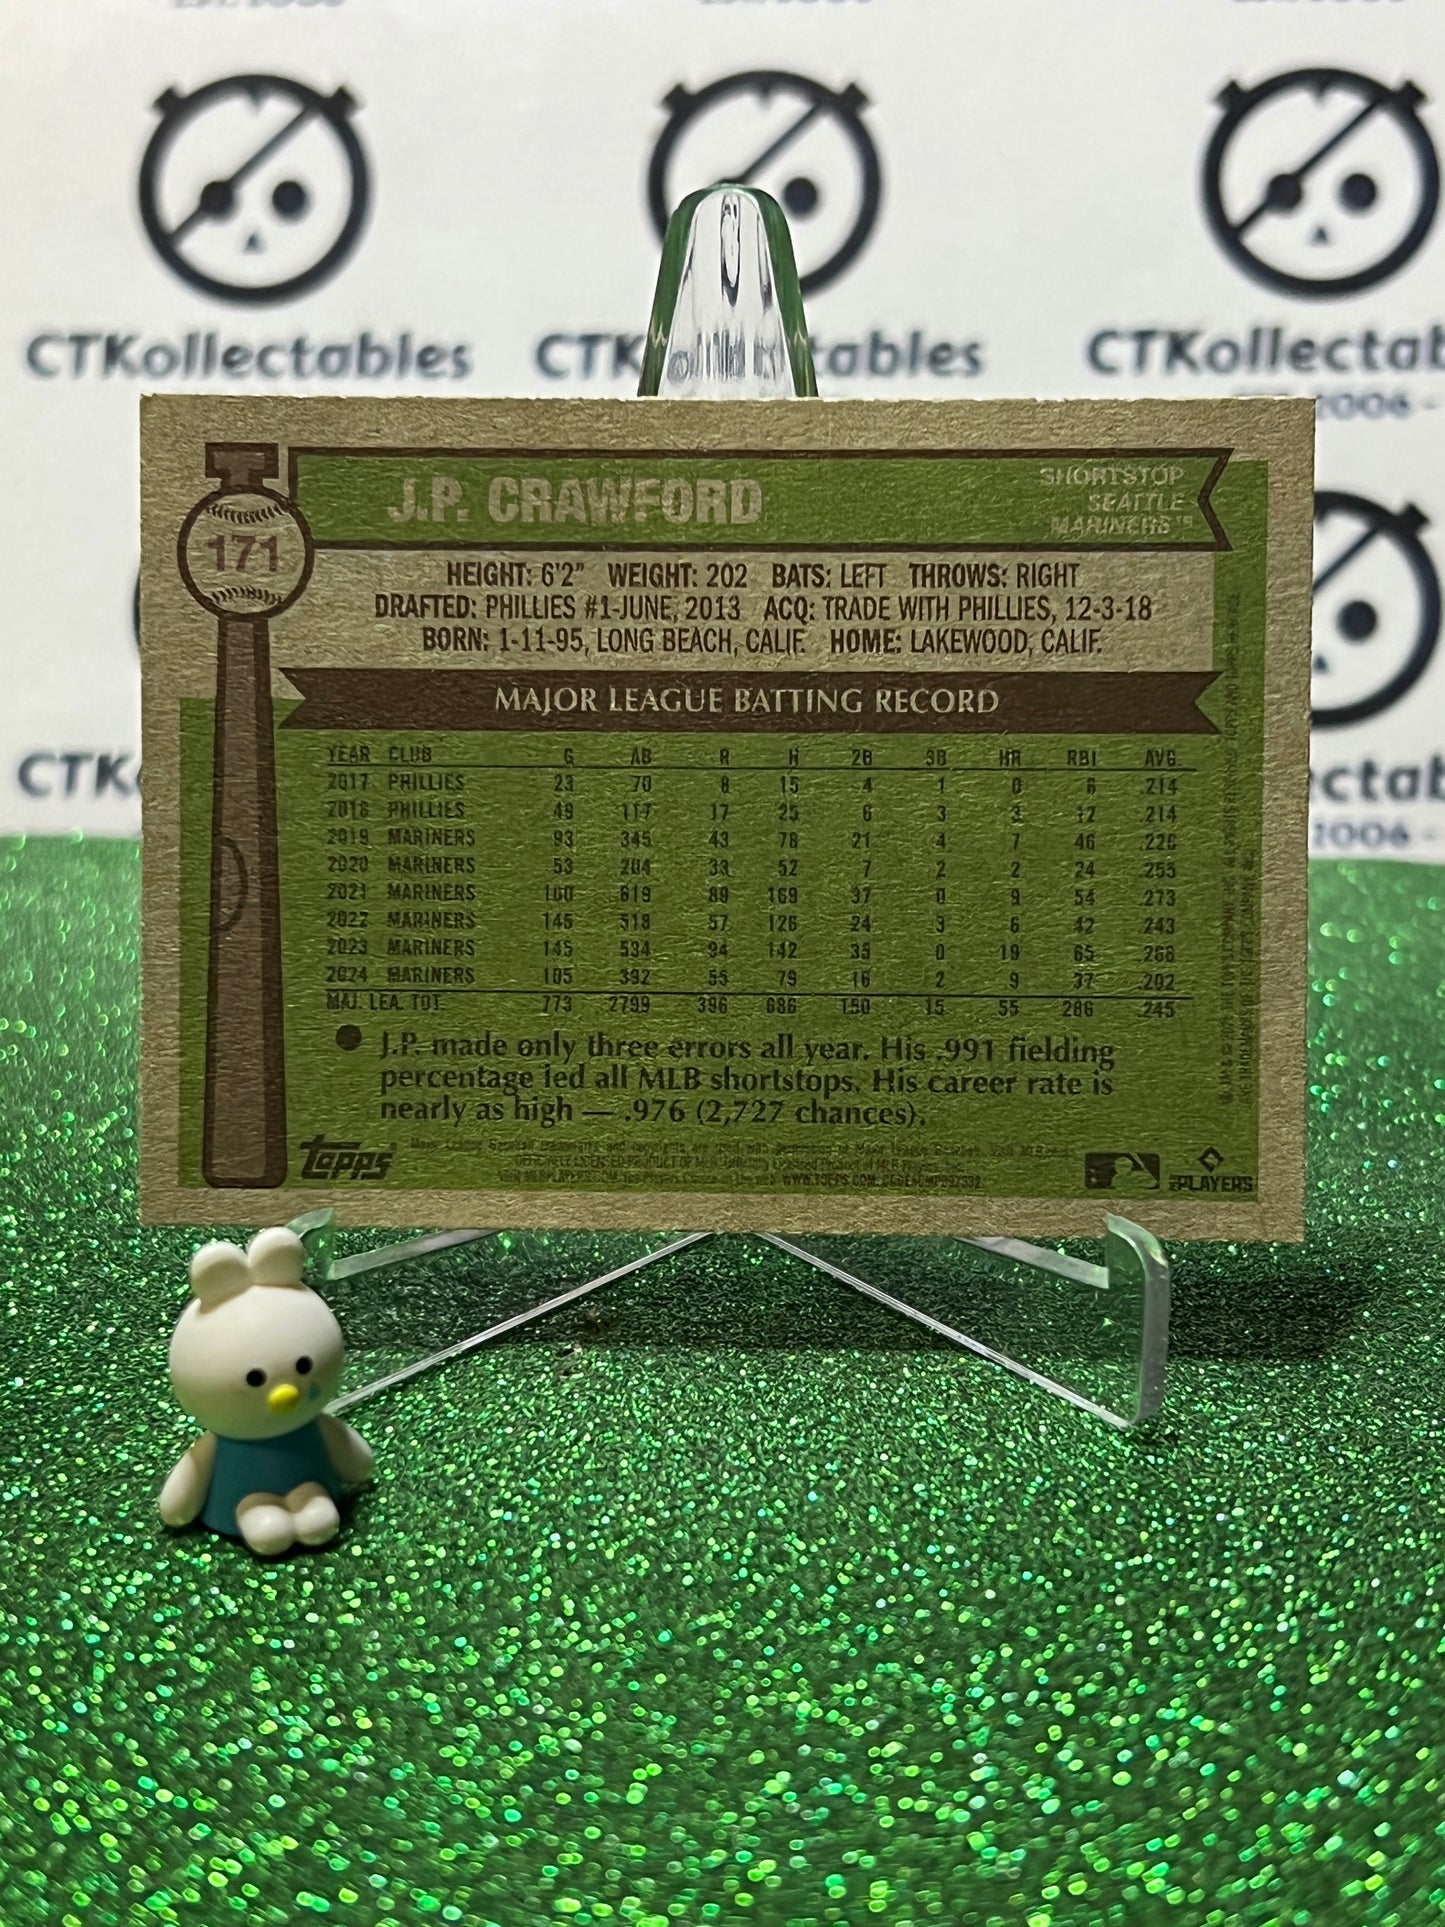 CTKollectables
CTKollectables
CTKollectab
2006 -
J.P. CRAWFORD
SHORTSTOP
SEATTLE
MARINERS™
171
HEIGHT: 6'2" WEIGHT: 202 BATS: LEFT THROWS: RIGHT
DRAFTED: PHILLIES #1-JUNE, 2013 ACQ: TRADE WITH PHILLIES, 12-3-18
BORN: 1-11-95, LONG BEACH, CALIF. HOME: LAKEWOOD, CALIF.
MAJOR LEAGUE BATTING RECORD
YEAR CLUB G AB R H 2B 3B HR RBI AVG.
2017 PHILLIES 23 70 8 15 4 1 0 6 .214
2018 PHILLIES 49 117 17 25 6 3 3 12 .214
2019 MARINERS 93 345 43 78 21 4 7 46 .226
2020 MARINERS 53 204 33 52 7 2 2 24 .255
2021 MARINERS 160 619 89 169 37 0 9 54 .273
2022 MARINERS 145 518 57 126 24 3 6 42 .243
2023 MARINERS 145 534 94 142 35 0 19 65 .266
2024 MARINERS 105 392 55 79 16 2 9 37 .202
MAJ. LEA. TOT. 773 2799 396 686 150 15 55 286 .245
J.P. made only three errors all year. His .991 fielding
percentage led all MLB shortstops. His career rate is
nearly as high — .976 (2,727 chances).
topps
PLAYERS
CTK
ctab
2006 -